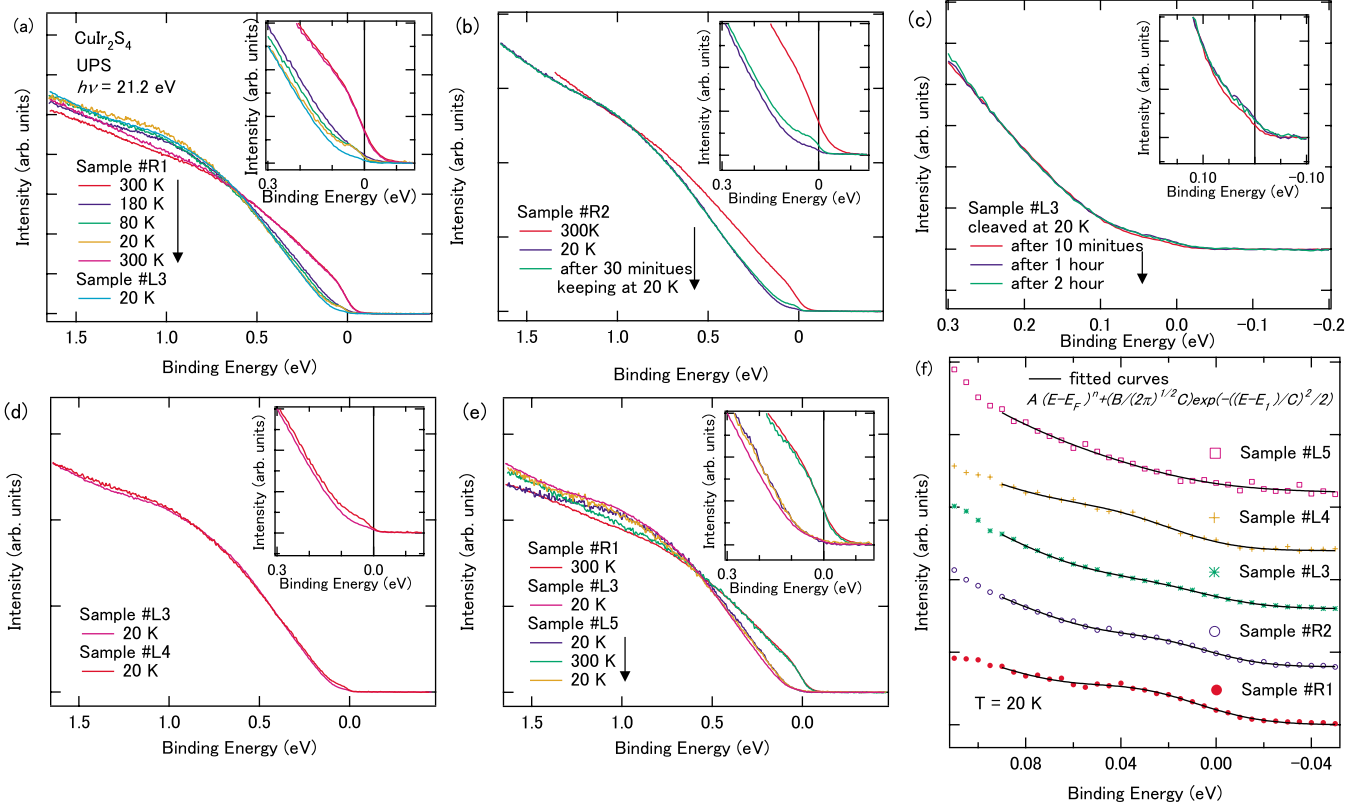 (a)
CuIr2S4
UPS
hν = 21.2 eV
Sample #R1
300 K
180 K
80 K
20 K
300 K
Sample #L3
20 K
Intensity (arb. units)
1.5 1.0 0.5 0
Binding Energy (eV)
Intensity (arb. units)
0.3 0
Binding Energy (eV)
(b)
Sample #R2
300K
20 K
after 30 minitues
keeping at 20 K
Intensity (arb. units)
1.5 1.0 0.5 0
Binding Energy (eV)
Intensity (arb. units)
0.3 0
Binding Energy (eV)
(c)
Sample #L3
cleaved at 20 K
after 10 minitues
after 1 hour
after 2 hour
Intensity (arb. units)
0.3 0.2 0.1 0.0 -0.1 -0.2
Binding Energy (eV)
Intensity (arb. units)
0.10 -0.10
Binding Energy (eV)
(d)
Sample #L3
20 K
Sample #L4
20 K
Intensity (arb. units)
1.5 1.0 0.5 0.0
Binding Energy (eV)
Intensity (arb. units)
0.3 0.0
Binding Energy (eV)
(e)
Sample #R1
300 K
Sample #L3
20 K
Sample #L5
20 K
300 K
20 K
Intensity (arb. units)
1.5 1.0 0.5 0.0
Binding Energy (eV)
Intensity (arb. units)
0.3 0.0
Binding Energy (eV)
(f)
fitted curves
A (E-EF)^n+(B/(2π)^1/2C)exp(-((E-E1)/C)^2/2)
Sample #L5
Sample #L4
Sample #L3
Sample #R2
Sample #R1
T = 20 K
Intensity (arb. units)
0.08 0.04 0.00 -0.04
Binding Energy (eV)